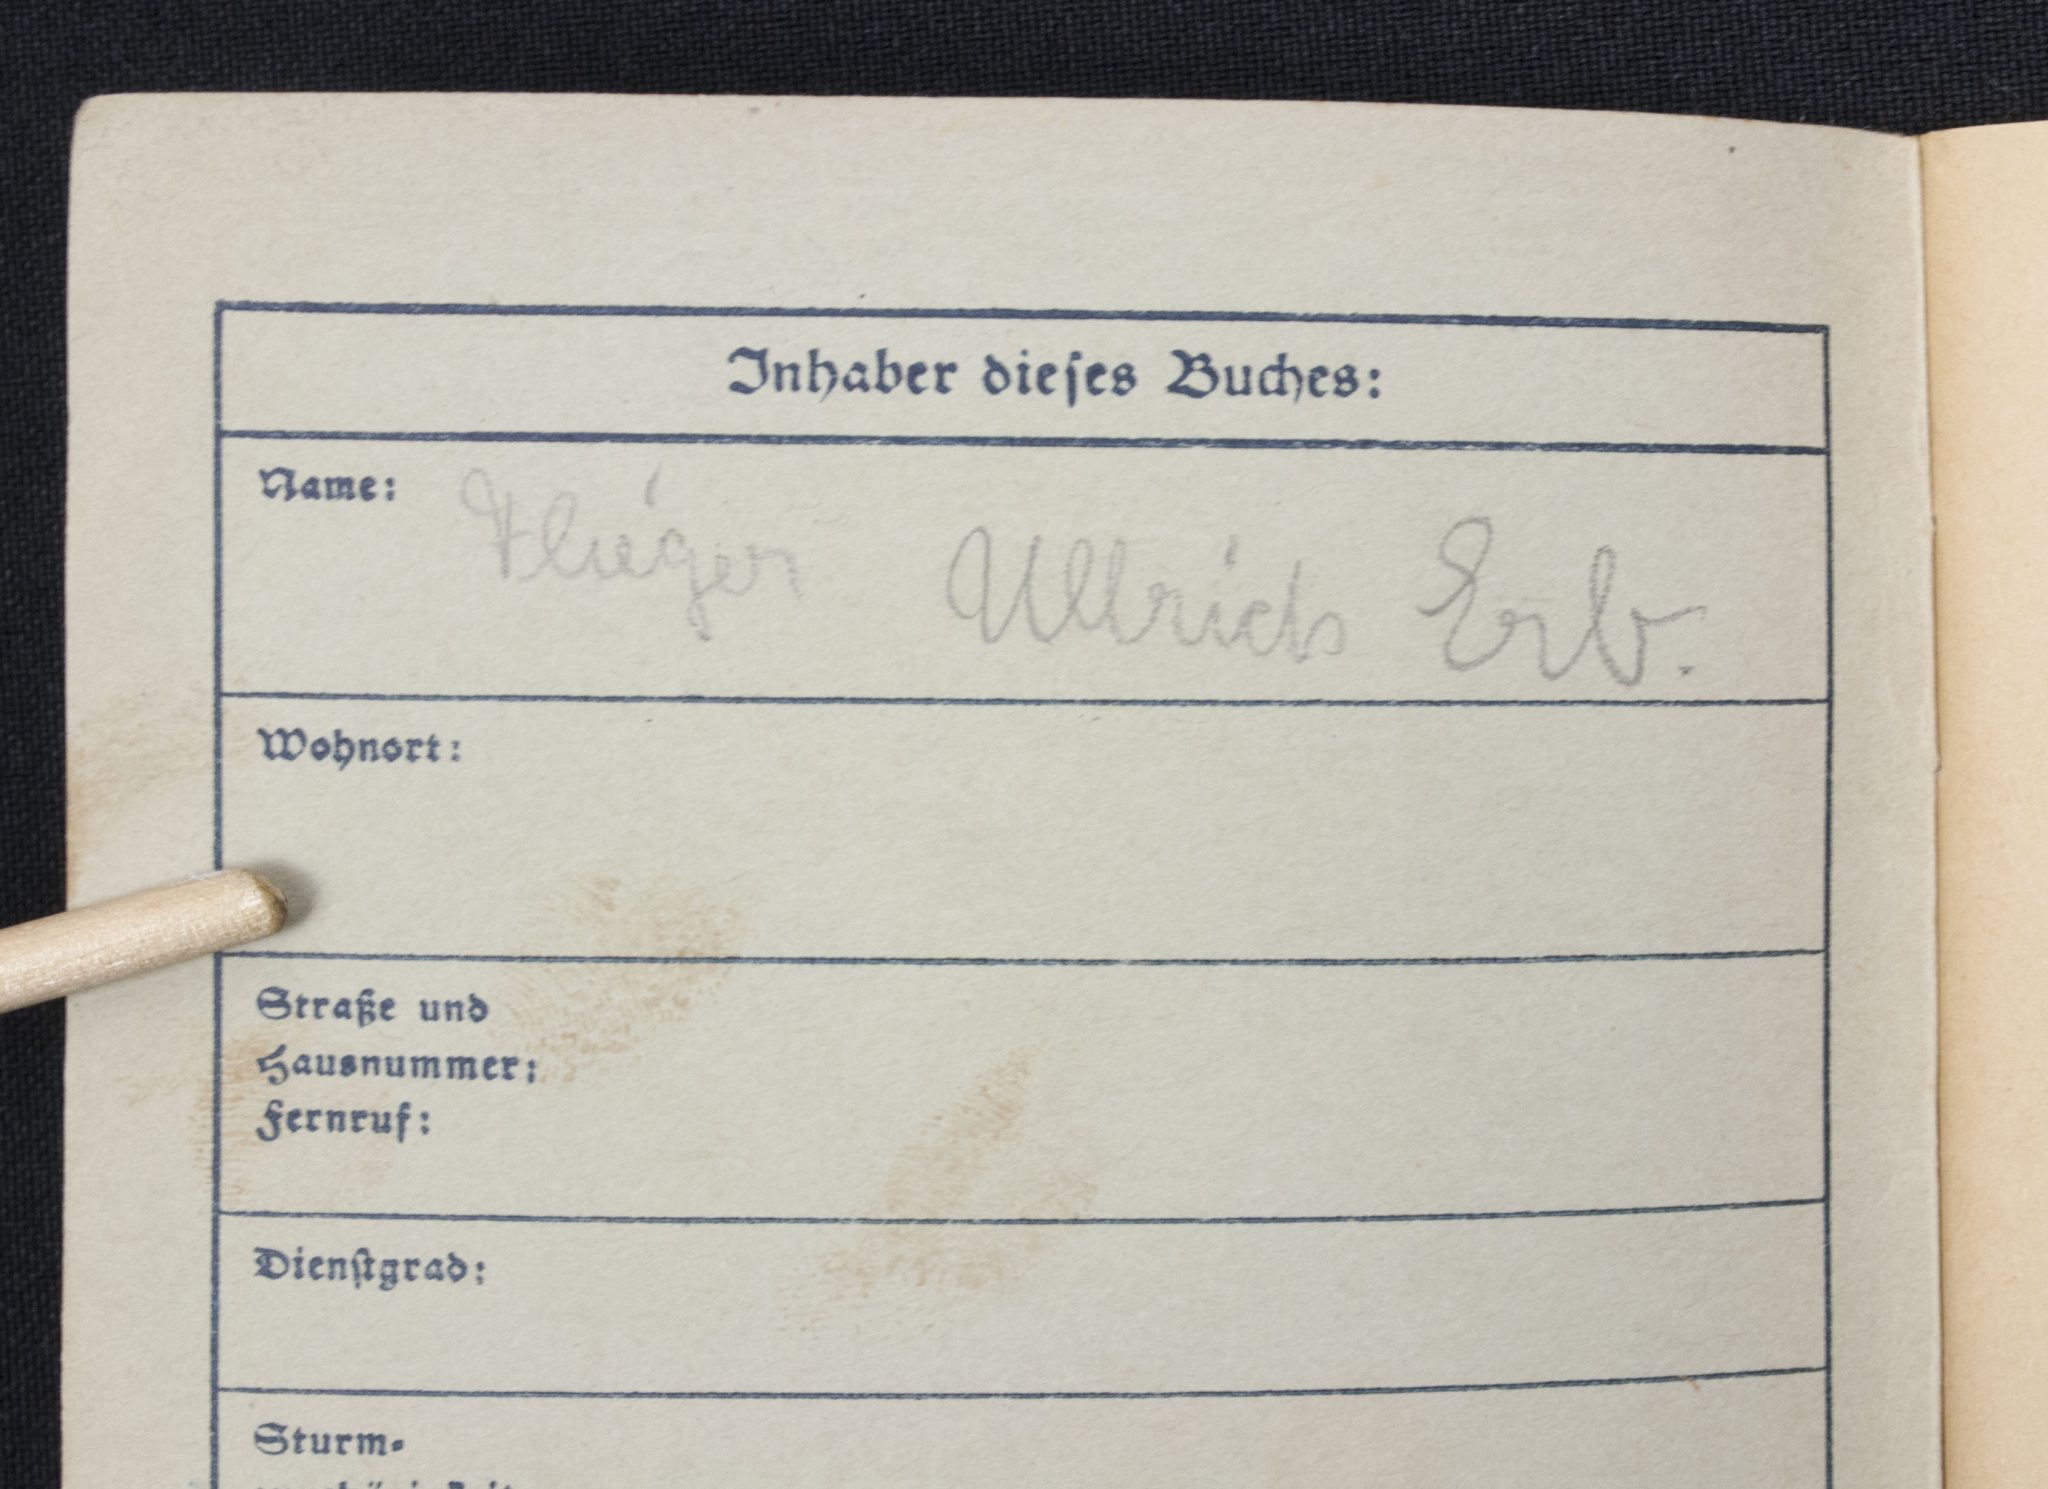 Inhaber dieses Buches:
Name: Flieger Ullrich Erb.
Wohnort:
Straße und
Hausnummer:
Fernruf:
Dienstgrad:
Sturm-